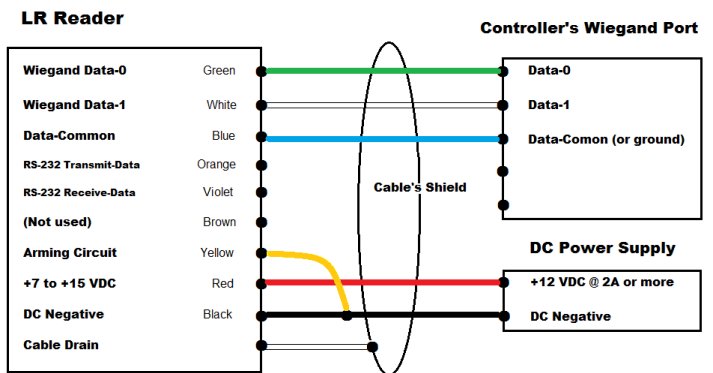 LR Reader
Controller's Wiegand Port
Wiegand Data-0 Green Data-0
Wiegand Data-1 White Data-1
Data-Common Blue Data-Comon (or ground)
RS-232 Transmit-Data Orange
RS-232 Receive-Data Violet
Cable's Shield
(Not used) Brown
Arming Circuit Yellow
DC Power Supply
+7 to +15 VDC Red +12 VDC @ 2A or more
DC Negative Black DC Negative
Cable Drain